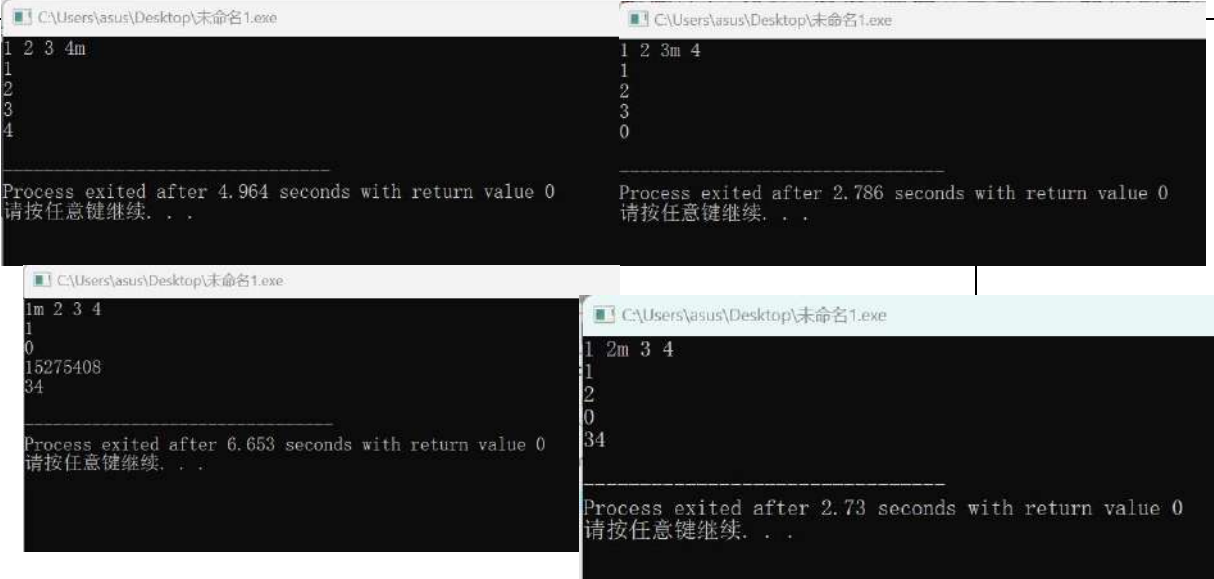 C:\Users\asus\Desktop\未命名1.exe
1 2 3 4m
1
2
3
4
Process exited after 4.964 seconds with return value 0
请按任意键继续. . .
C:\Users\asus\Desktop\未命名1.exe
1 2 3m 4
1
2
3
0
Process exited after 2.786 seconds with return value 0
请按任意键继续. . .
C:\Users\asus\Desktop\未命名1.exe
1m 2 3 4
1
0
15275408
34
Process exited after 6.653 seconds with return value 0
请按任意键继续. . .
C:\Users\asus\Desktop\未命名1.exe
1 2m 3 4
1
2
0
34
Process exited after 2.73 seconds with return value 0
请按任意键继续. . .